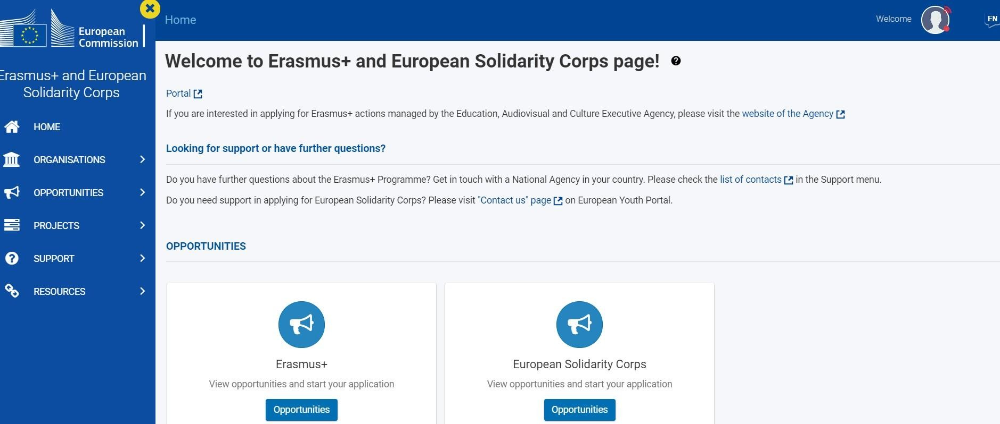 European
Commission
Erasmus+ and European
Solidarity Corps
HOME
ORGANISATIONS
OPPORTUNITIES
PROJECTS
SUPPORT
RESOURCES
Home
Welcome
EN
Welcome to Erasmus+ and European Solidarity Corps page!
Portal
If you are interested in applying for Erasmus+ actions managed by the Education, Audiovisual and Culture Executive Agency, please visit the website of the Agency
Looking for support or have further questions?
Do you have further questions about the Erasmus+ Programme? Get in touch with a National Agency in your country. Please check the list of contacts in the Support menu.
Do you need support in applying for European Solidarity Corps? Please visit "Contact us" page on European Youth Portal.
OPPORTUNITIES
Erasmus+
View opportunities and start your application
Opportunities
European Solidarity Corps
View opportunities and start your application
Opportunities